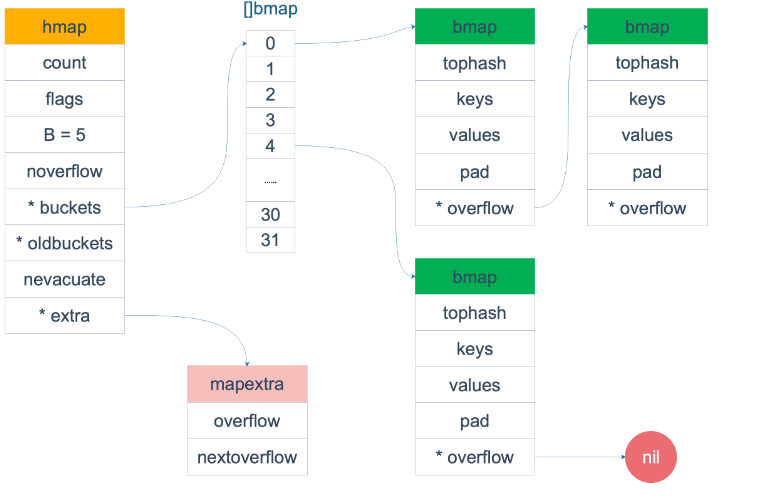 []bmap
hmap
count
flags
B = 5
noverflow
* buckets
* oldbuckets
nevacuate
* extra
0
1
2
3
4
......
30
31
bmap
tophash
keys
values
pad
* overflow
bmap
tophash
keys
values
pad
* overflow
bmap
tophash
keys
values
pad
* overflow
nil
mapextra
overflow
nextoverflow